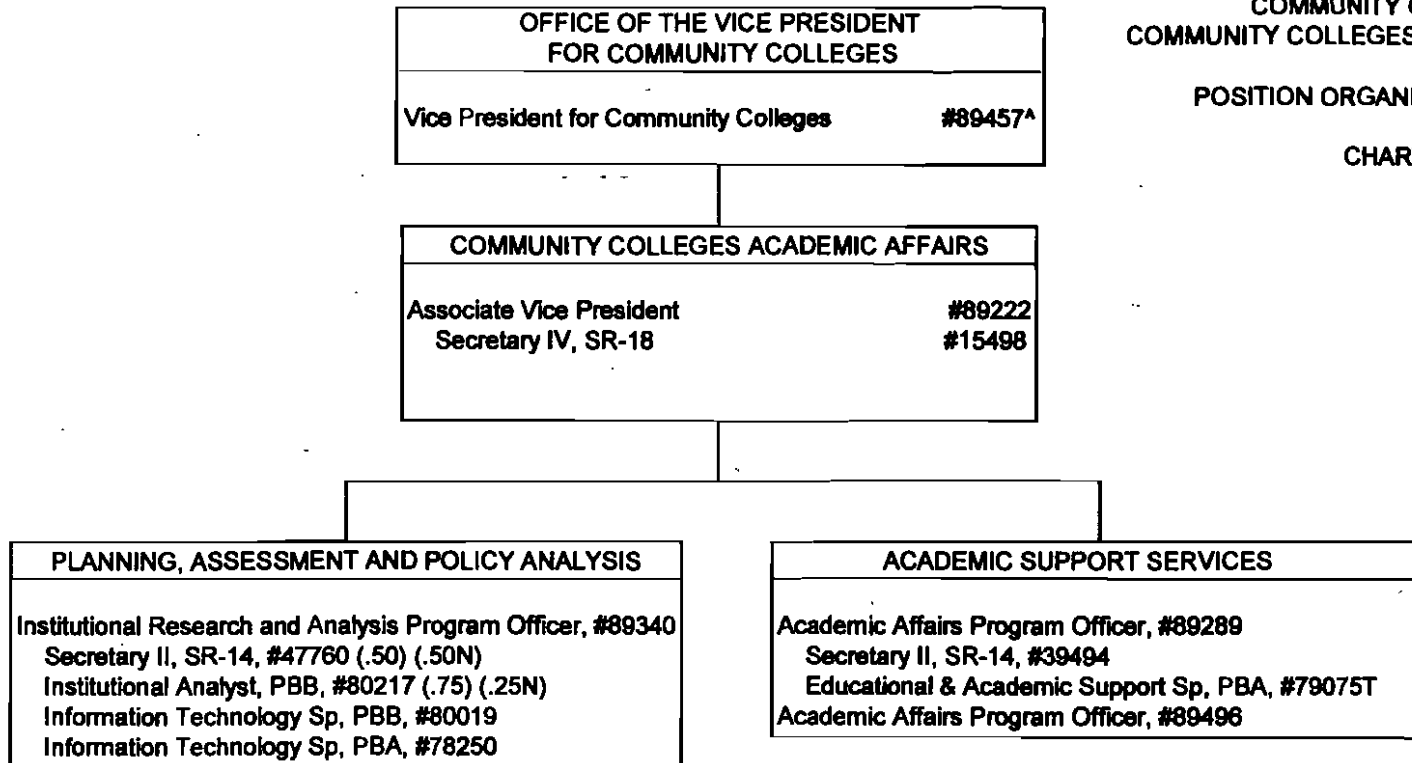 COMMUNITY
COMMUNITY COLLEGES
POSITION
OFFICE OF THE VICE PRESIDENT
FOR COMMUNITY COLLEGES
Vice President for Community Colleges #89457^
COMMUNITY COLLEGES ACADEMIC AFFAIRS
Associate Vice President #89222
Secretary IV, SR-18 #15498
PLANNING, ASSESSMENT AND POLICY ANALYSIS
Institutional Research and Analysis Program Officer, #89340
Secretary II, SR-14, #47760 (.50) (.50N)
Institutional Analyst, PBB, #80217 (.75) (.25N)
Information Technology Sp, PBB, #80019
Information Technology Sp, PBA, #78250
ACADEMIC SUPPORT SERVICES
Academic Affairs Program Officer, #89289
Secretary II, SR-14, #39494
Educational & Academic Support Sp, PBA, #79075T
Academic Affairs Program Officer, #89496